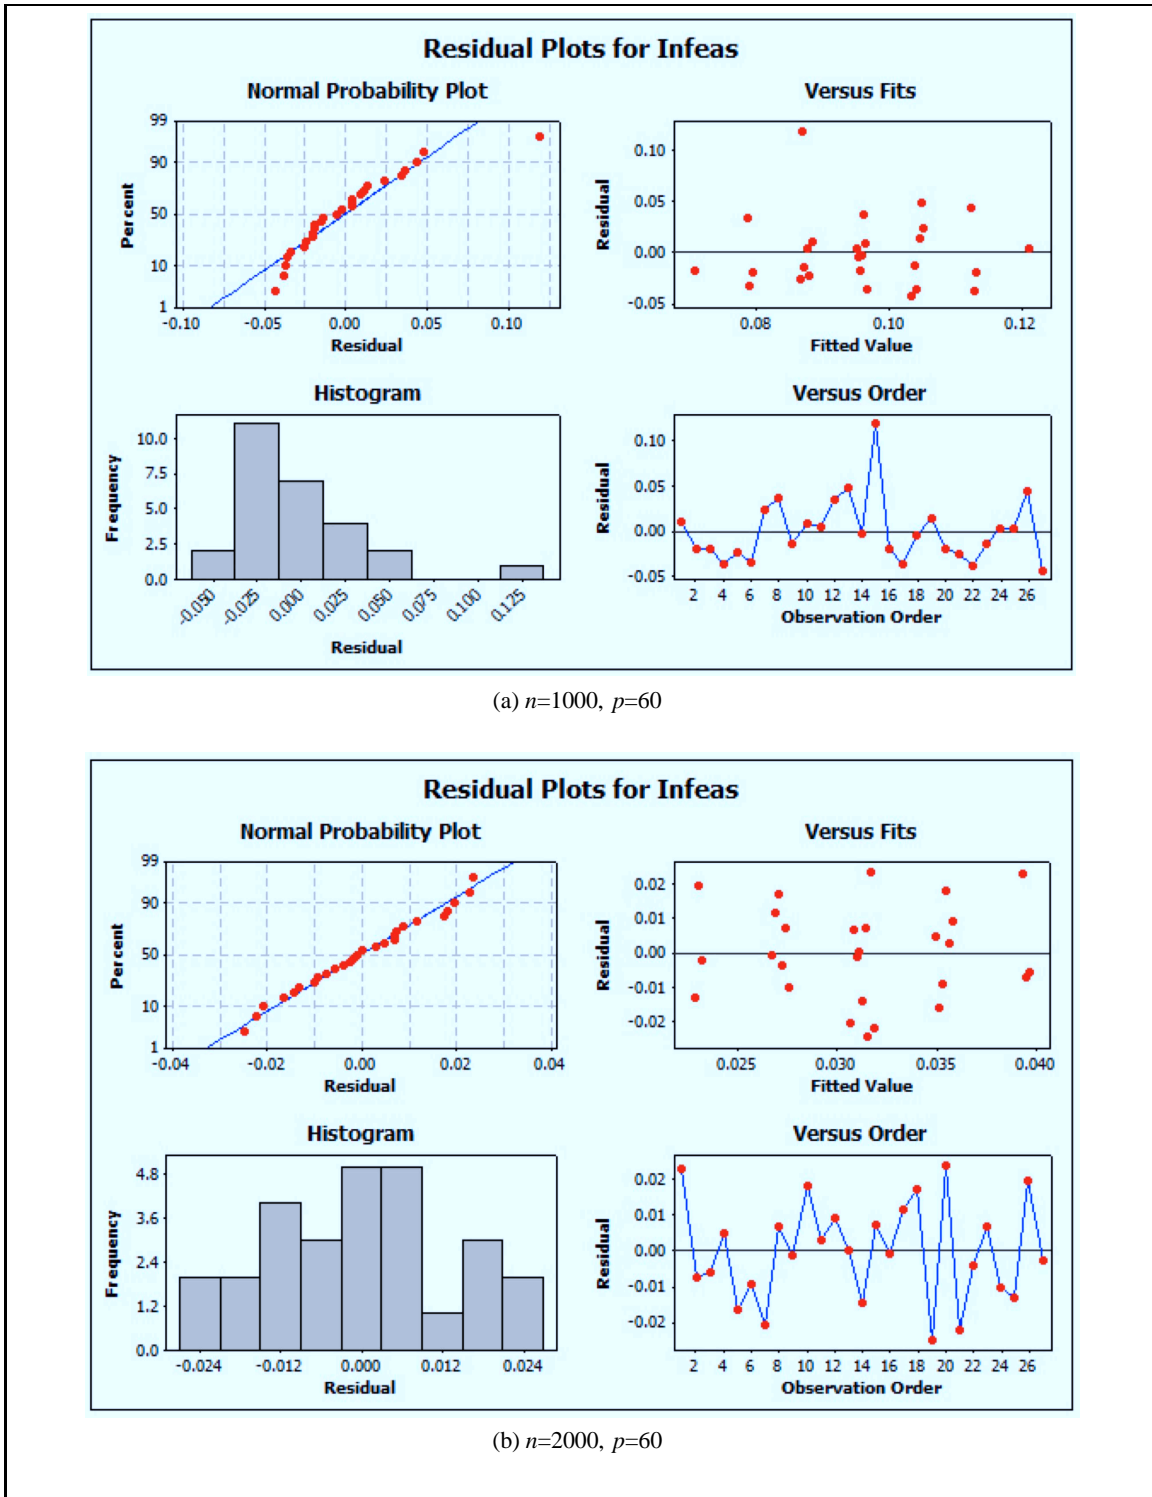 Residual Plots for Infeas
Normal Probability Plot
99
90
50
10
1
Percent
-0.10 -0.05 0.00 0.05 0.10
Residual
Versus Fits
0.10
0.05
0.00
-0.05
Residual
0.08 0.10 0.12
Fitted Value
Histogram
10.0
7.5
5.0
2.5
0.0
Frequency
-0.050 -0.025 0.000 0.025 0.050 0.075 0.100 0.125
Residual
Versus Order
0.10
0.05
0.00
-0.05
Residual
2 4 6 8 10 12 14 16 18 20 22 24 26
Observation Order
(a) n=1000, p=60
Residual Plots for Infeas
Normal Probability Plot
99
90
50
10
1
Percent
-0.04 -0.02 0.00 0.02 0.04
Residual
Versus Fits
0.02
0.01
0.00
-0.01
-0.02
Residual
0.025 0.030 0.035 0.040
Fitted Value
Histogram
4.8
3.6
2.4
1.2
0.0
Frequency
-0.024 -0.012 0.000 0.012 0.024
Residual
Versus Order
0.02
0.01
0.00
-0.01
-0.02
Residual
2 4 6 8 10 12 14 16 18 20 22 24 26
Observation Order
(b) n=2000, p=60